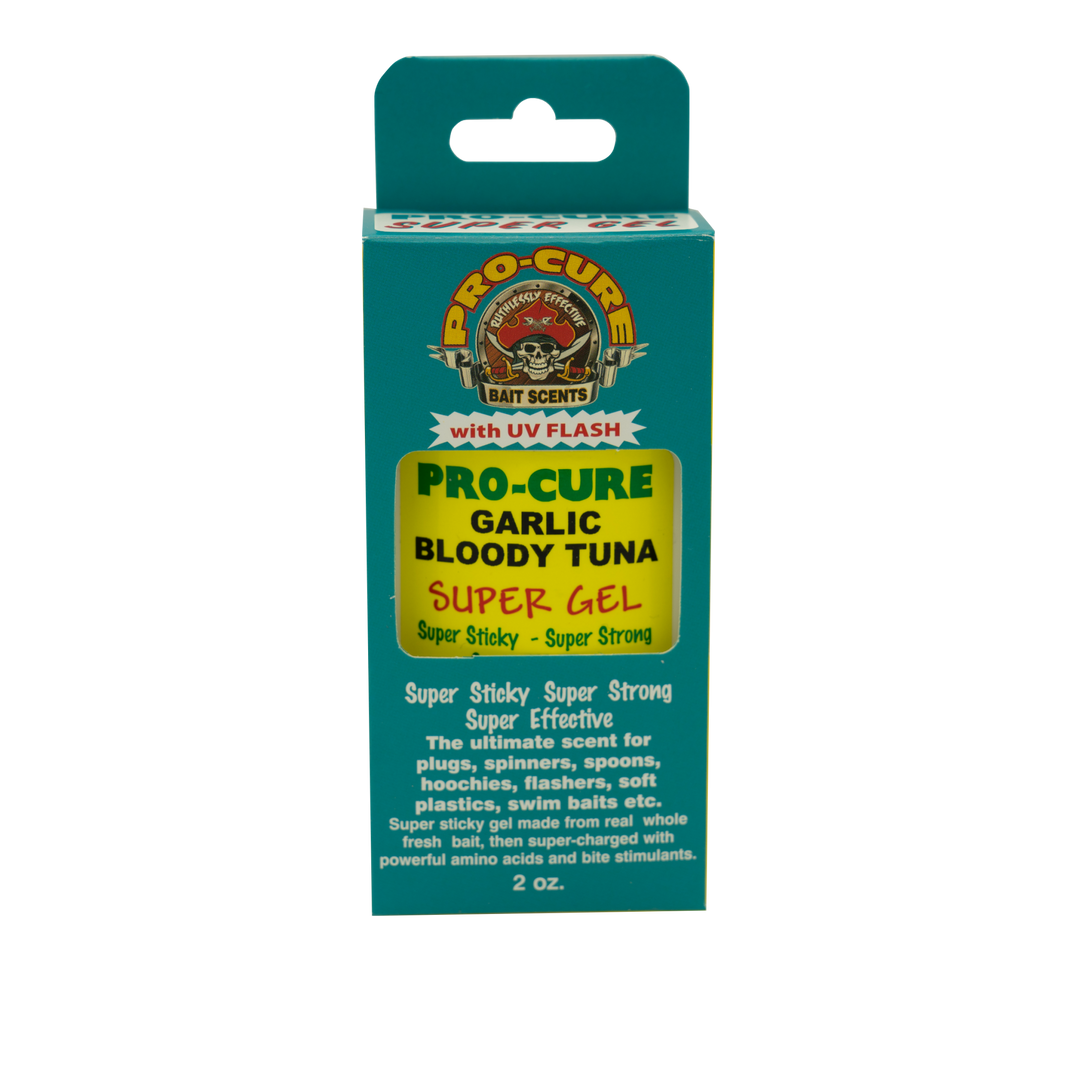 PRO-CURE
SUPER GEL
PRO-CURE
RUTHLESSLY EFFECTIVE
BAIT SCENTS
with UV FLASH
PRO-CURE
GARLIC
BLOODY TUNA
SUPER GEL
Super Sticky - Super Strong
Super Sticky Super Strong
Super Effective
The ultimate scent for
plugs, spinners, spoons,
hoochies, flashers, soft
plastics, swim baits etc.
Super sticky gel made from real whole
fresh bait, then super-charged with
powerful amino acids and bite stimulants.
2 oz.